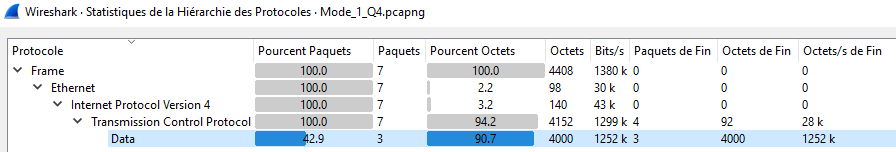 Wireshark · Statistiques de la Hiérarchie des Protocoles · Mode_1_Q4.pcapng
Protocole Pourcent Paquets Paquets Pourcent Octets Octets Bits/s Paquets de Fin Octets de Fin Octets/s de Fin
Frame 100.0 7 100.0 4408 1380 k 0 0 0
Ethernet 100.0 7 2.2 98 30 k 0 0 0
Internet Protocol Version 4 100.0 7 3.2 140 43 k 0 0 0
Transmission Control Protocol 100.0 7 94.2 4152 1299 k 4 92 28 k
Data 42.9 3 90.7 4000 1252 k 3 4000 1252 k